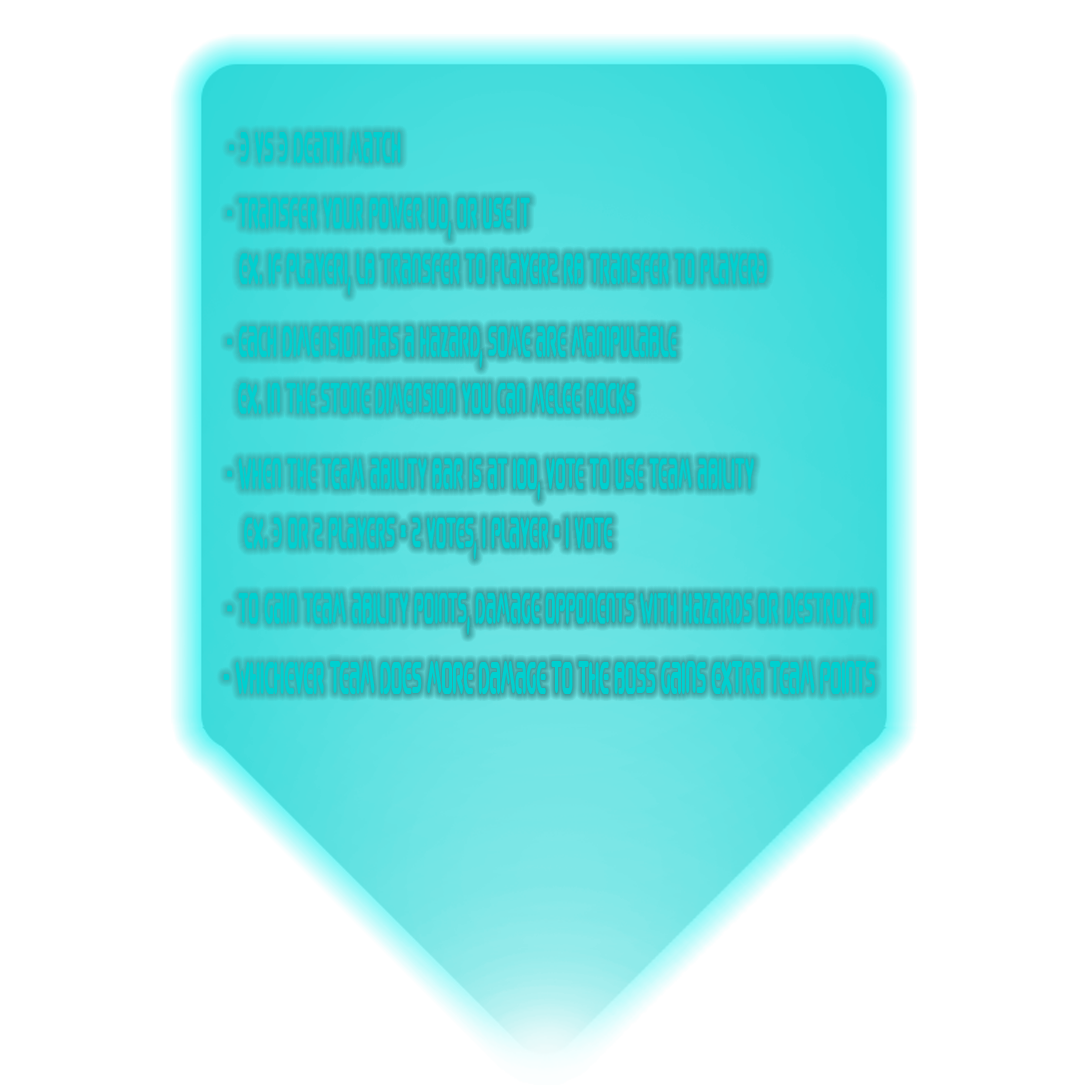 • 3 VS 3 DEATH MATCH
• TRANSFER YOUR POWER UP, OR USE IT
EX. IF PLAYER1, LB TRANSFER TO PLAYER2 RB TRANSFER TO PLAYER3
• EACH DIMENSION HAS A HAZARD, SOME ARE MANIPULABLE
EX. IN THE STONE DIMENSION YOU CAN MELEE ROCKS
• WHEN THE TEAM ABILITY BAR IS AT 100, VOTE TO USE TEAM ABILITY
EX. 3 OR 2 PLAYERS = 2 VOTES, 1 PLAYER = 1 VOTE
• TO GAIN TEAM ABILITY POINTS, DAMAGE OPPONENTS WITH HAZARDS OR DESTROY AI
• WHICHEVER TEAM DOES MORE DAMAGE TO THE BOSS GAINS EXTRA TEAM POINTS